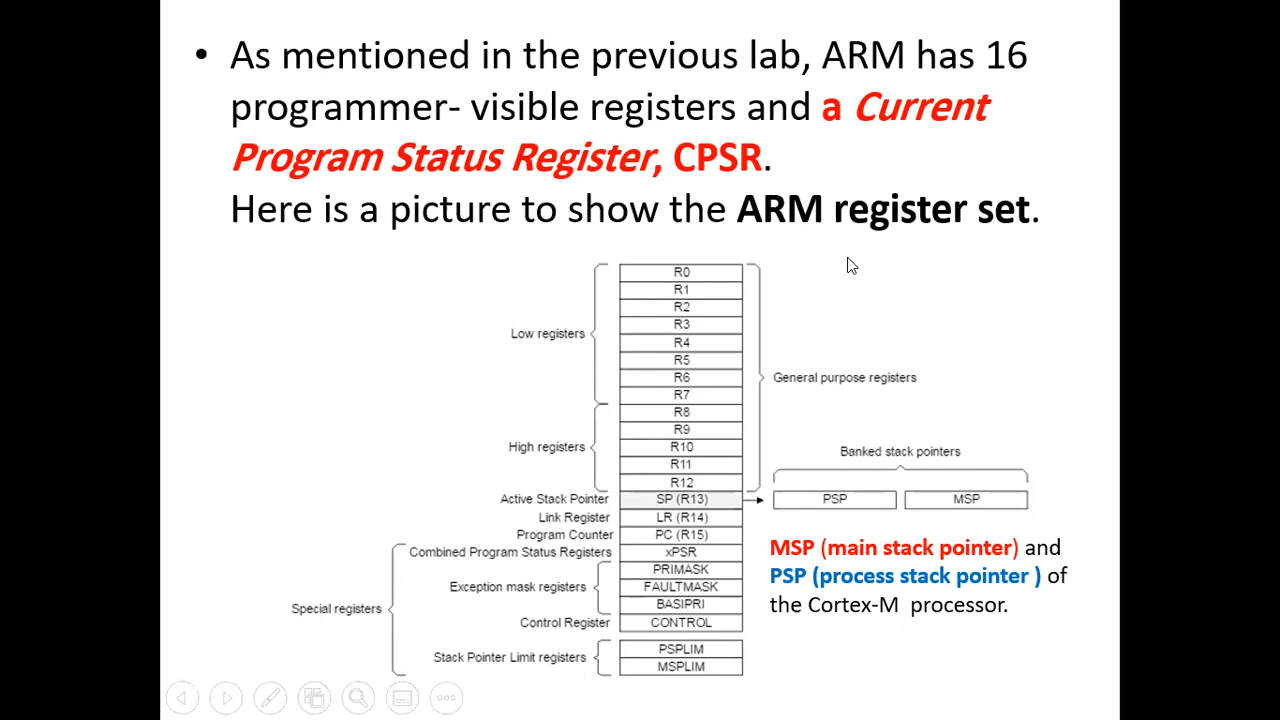 • As mentioned in the previous lab, ARM has 16
programmer- visible registers and a Current
Program Status Register, CPSR.
Here is a picture to show the ARM register set.
R0
R1
R2
R3
Low registers
R4
R5
R6
General purpose registers
R7
R8
R9
High registers
R10
R11
Banked stack pointers
R12
Active Stack Pointer SP (R13) PSP MSP
Link Register LR (R14)
Program Counter PC (R15)
Combined Program Status Registers xPSR
PRIMASK
Exception mask registers FAULTMASK
BASIPRI
Special registers
Control Register CONTROL
PSPLIM
Stack Pointer Limit registers
MSPLIM
MSP (main stack pointer) and
PSP (process stack pointer ) of
the Cortex-M processor.